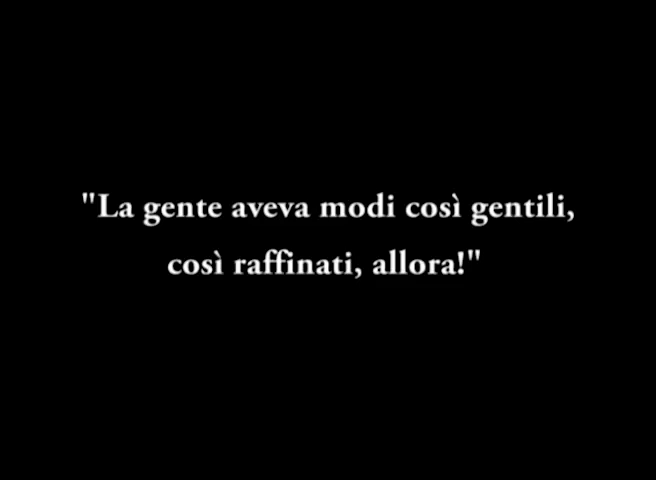 "La gente aveva modi così gentili,
così raffinati, allora!"